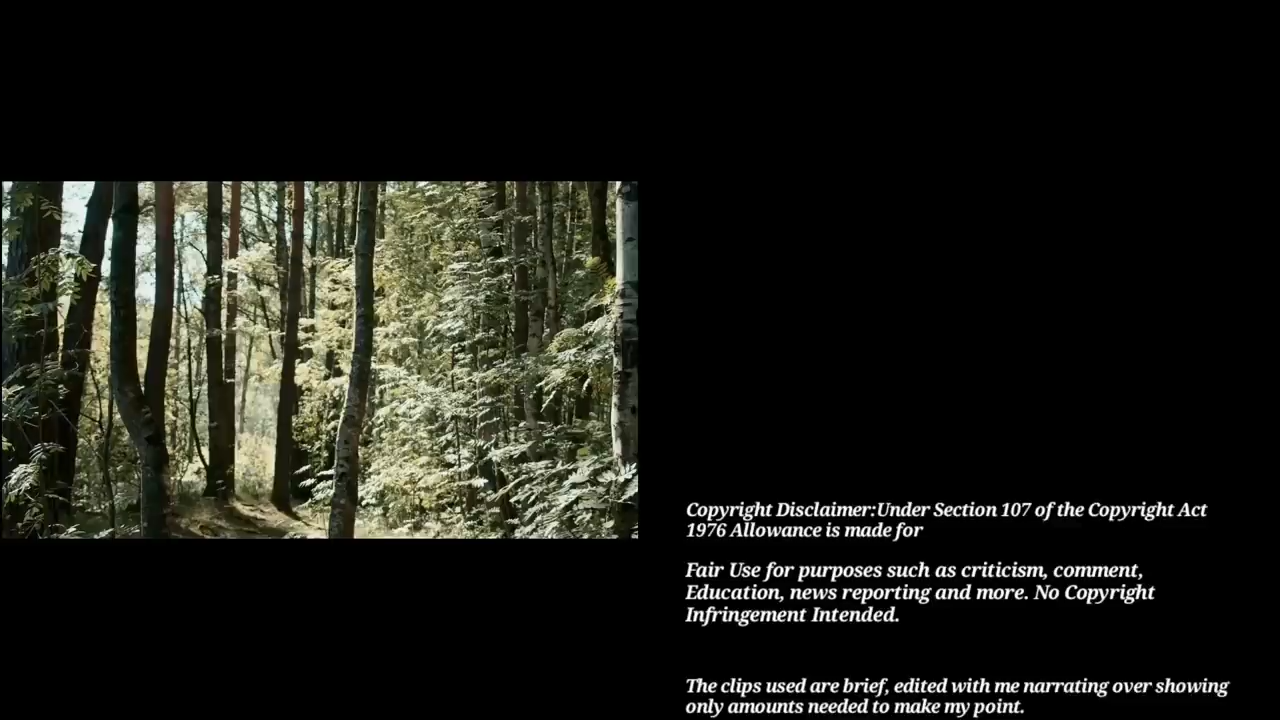 Copyright Disclaimer:Under Section 107 of the Copyright Act
1976 Allowance is made for
Fair Use for purposes such as criticism, comment,
Education, news reporting and more. No Copyright
Infringement Intended.
The clips used are brief, edited with me narrating over showing
only amounts needed to make my point.